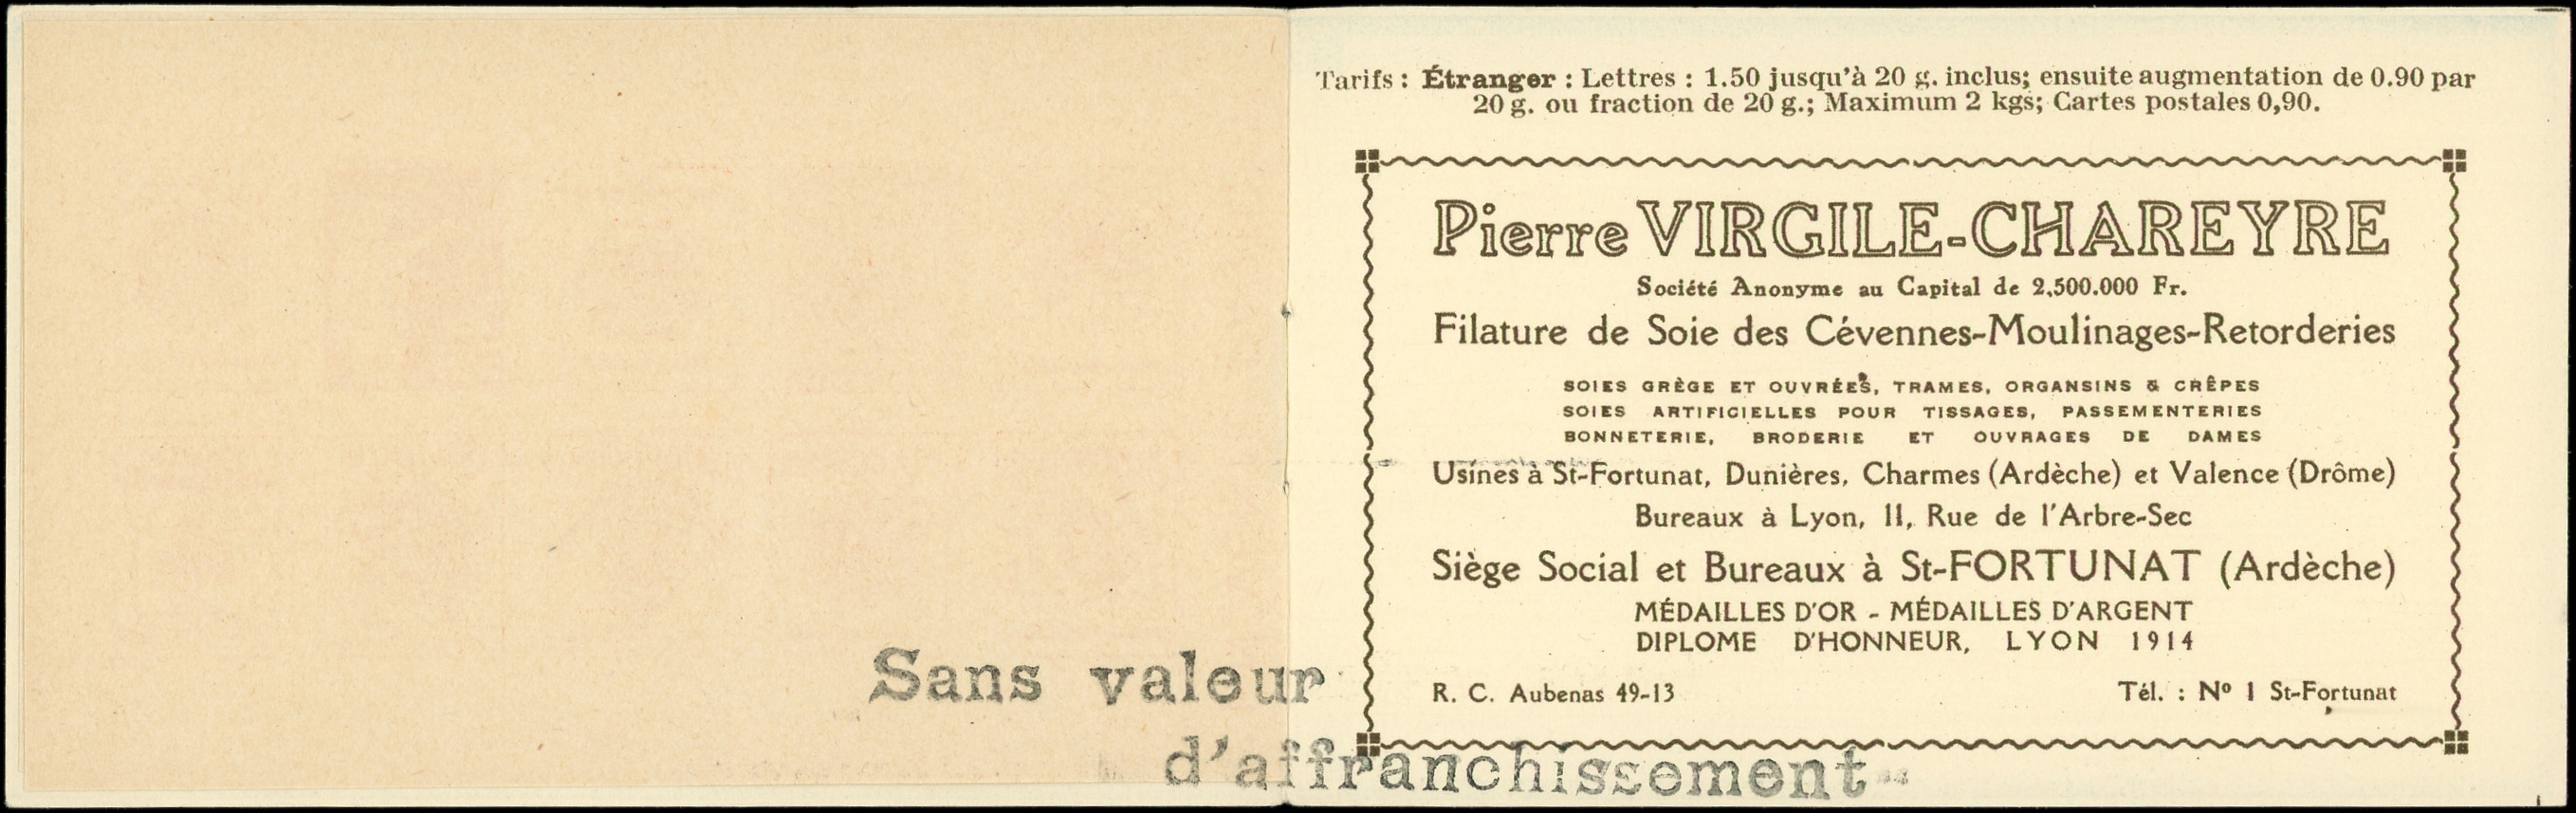 Tarifs : Étranger : Lettres : 1.50 jusqu'à 20 g. inclus; ensuite augmentation de 0.90 par
20 g. ou fraction de 20 g.; Maximum 2 kgs; Cartes postales 0,90.
Pierre VIRGILE-CHAREYRE
Société Anonyme au Capital de 2,500.000 Fr.
Filature de Soie des Cévennes-Moulinages-Retorderies
SOIES GRÈGE ET OUVRÉES, TRAMES, ORGANSINS & CRÊPES
SOIES ARTIFICIELLES POUR TISSAGES, PASSEMENTERIES
BONNETERIE, BRODERIE ET OUVRAGES DE DAMES
Usines à St-Fortunat, Dunières, Charmes (Ardèche) et Valence (Drôme)
Bureaux à Lyon, 11, Rue de l'Arbre-Sec
Siège Social et Bureaux à St-FORTUNAT (Ardèche)
MÉDAILLES D'OR - MÉDAILLES D'ARGENT
DIPLOME D'HONNEUR, LYON 1914
R. C. Aubenas 49-13 Tél. : Nº 1 St-Fortunat
Sans valeur
d'affranchissement